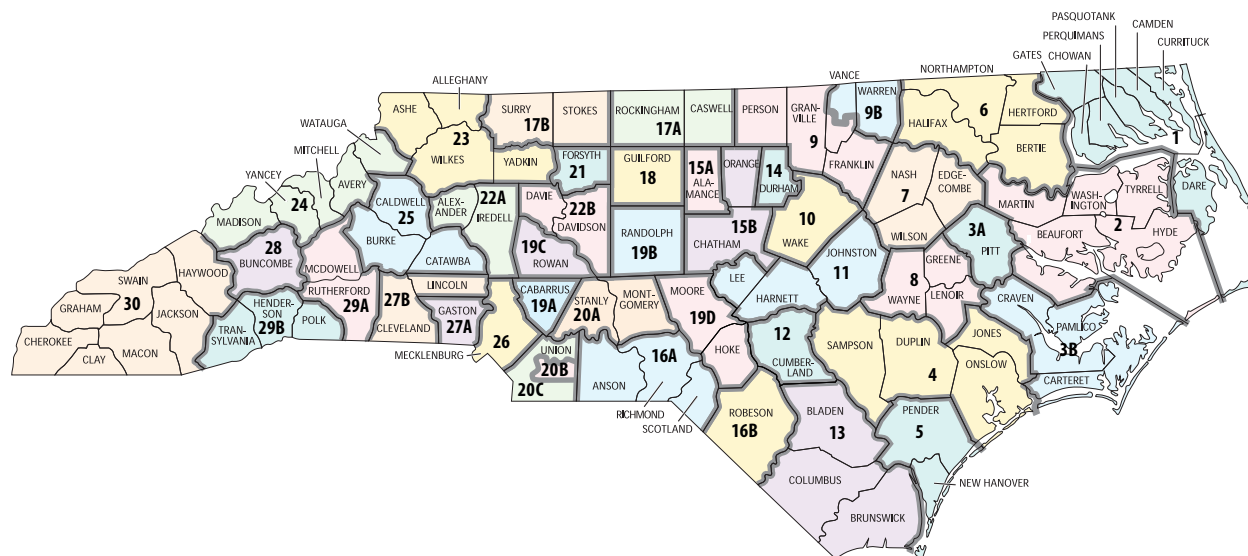 PASQUOTANK
CAMDEN
PERQUIMANS
CURRITUCK
CHOWAN
GATES
NORTHAMPTON
VANCE
ALLEGHANY
ASHE
SURRY
17B
STOKES
ROCKINGHAM
17A
CASWELL
PERSON
GRAN-
VILLE
9
WARREN
9B
HALIFAX
6
HERTFORD
BERTIE
1
WATAUGA
23
WILKES
YADKIN
FORSYTH
21
GUILFORD
18
15A
ALA-
MANCE
ORANGE
14
DURHAM
FRANKLIN
NASH
7
EDGE-
COMBE
MARTIN
WASH-
INGTON
TYRRELL
DARE
MITCHELL
YANCEY
AVERY
24
MADISON
CALDWELL
25
ALEX-
ANDER
22A
IREDELL
DAVIE
22B
DAVIDSON
RANDOLPH
19B
15B
CHATHAM
10
WAKE
WILSON
3A
PITT
BEAUFORT
2
HYDE
28
BUNCOMBE
BURKE
CATAWBA
19C
ROWAN
JOHNSTON
11
GREENE
8
WAYNE
LENOIR
CRAVEN
HAYWOOD
MCDOWELL
RUTHERFORD
29A
27B
LINCOLN
CLEVELAND
CABARRUS
19A
STANLY
20A
MONT-
GOMERY
MOORE
19D
LEE
HARNETT
SWAIN
30
GRAHAM
JACKSON
CHEROKEE
MACON
CLAY
TRAN-
SYLVANIA
HENDER-
SON
29B
POLK
GASTON
27A
26
MECKLENBURG
UNION
20B
20C
ANSON
16A
RICHMOND
SCOTLAND
HOKE
12
CUMBER-
LAND
SAMPSON
DUPLIN
4
JONES
ONSLOW
PAMLICO
3B
CARTERET
ROBESON
16B
BLADEN
13
PENDER
5
NEW HANOVER
COLUMBUS
BRUNSWICK